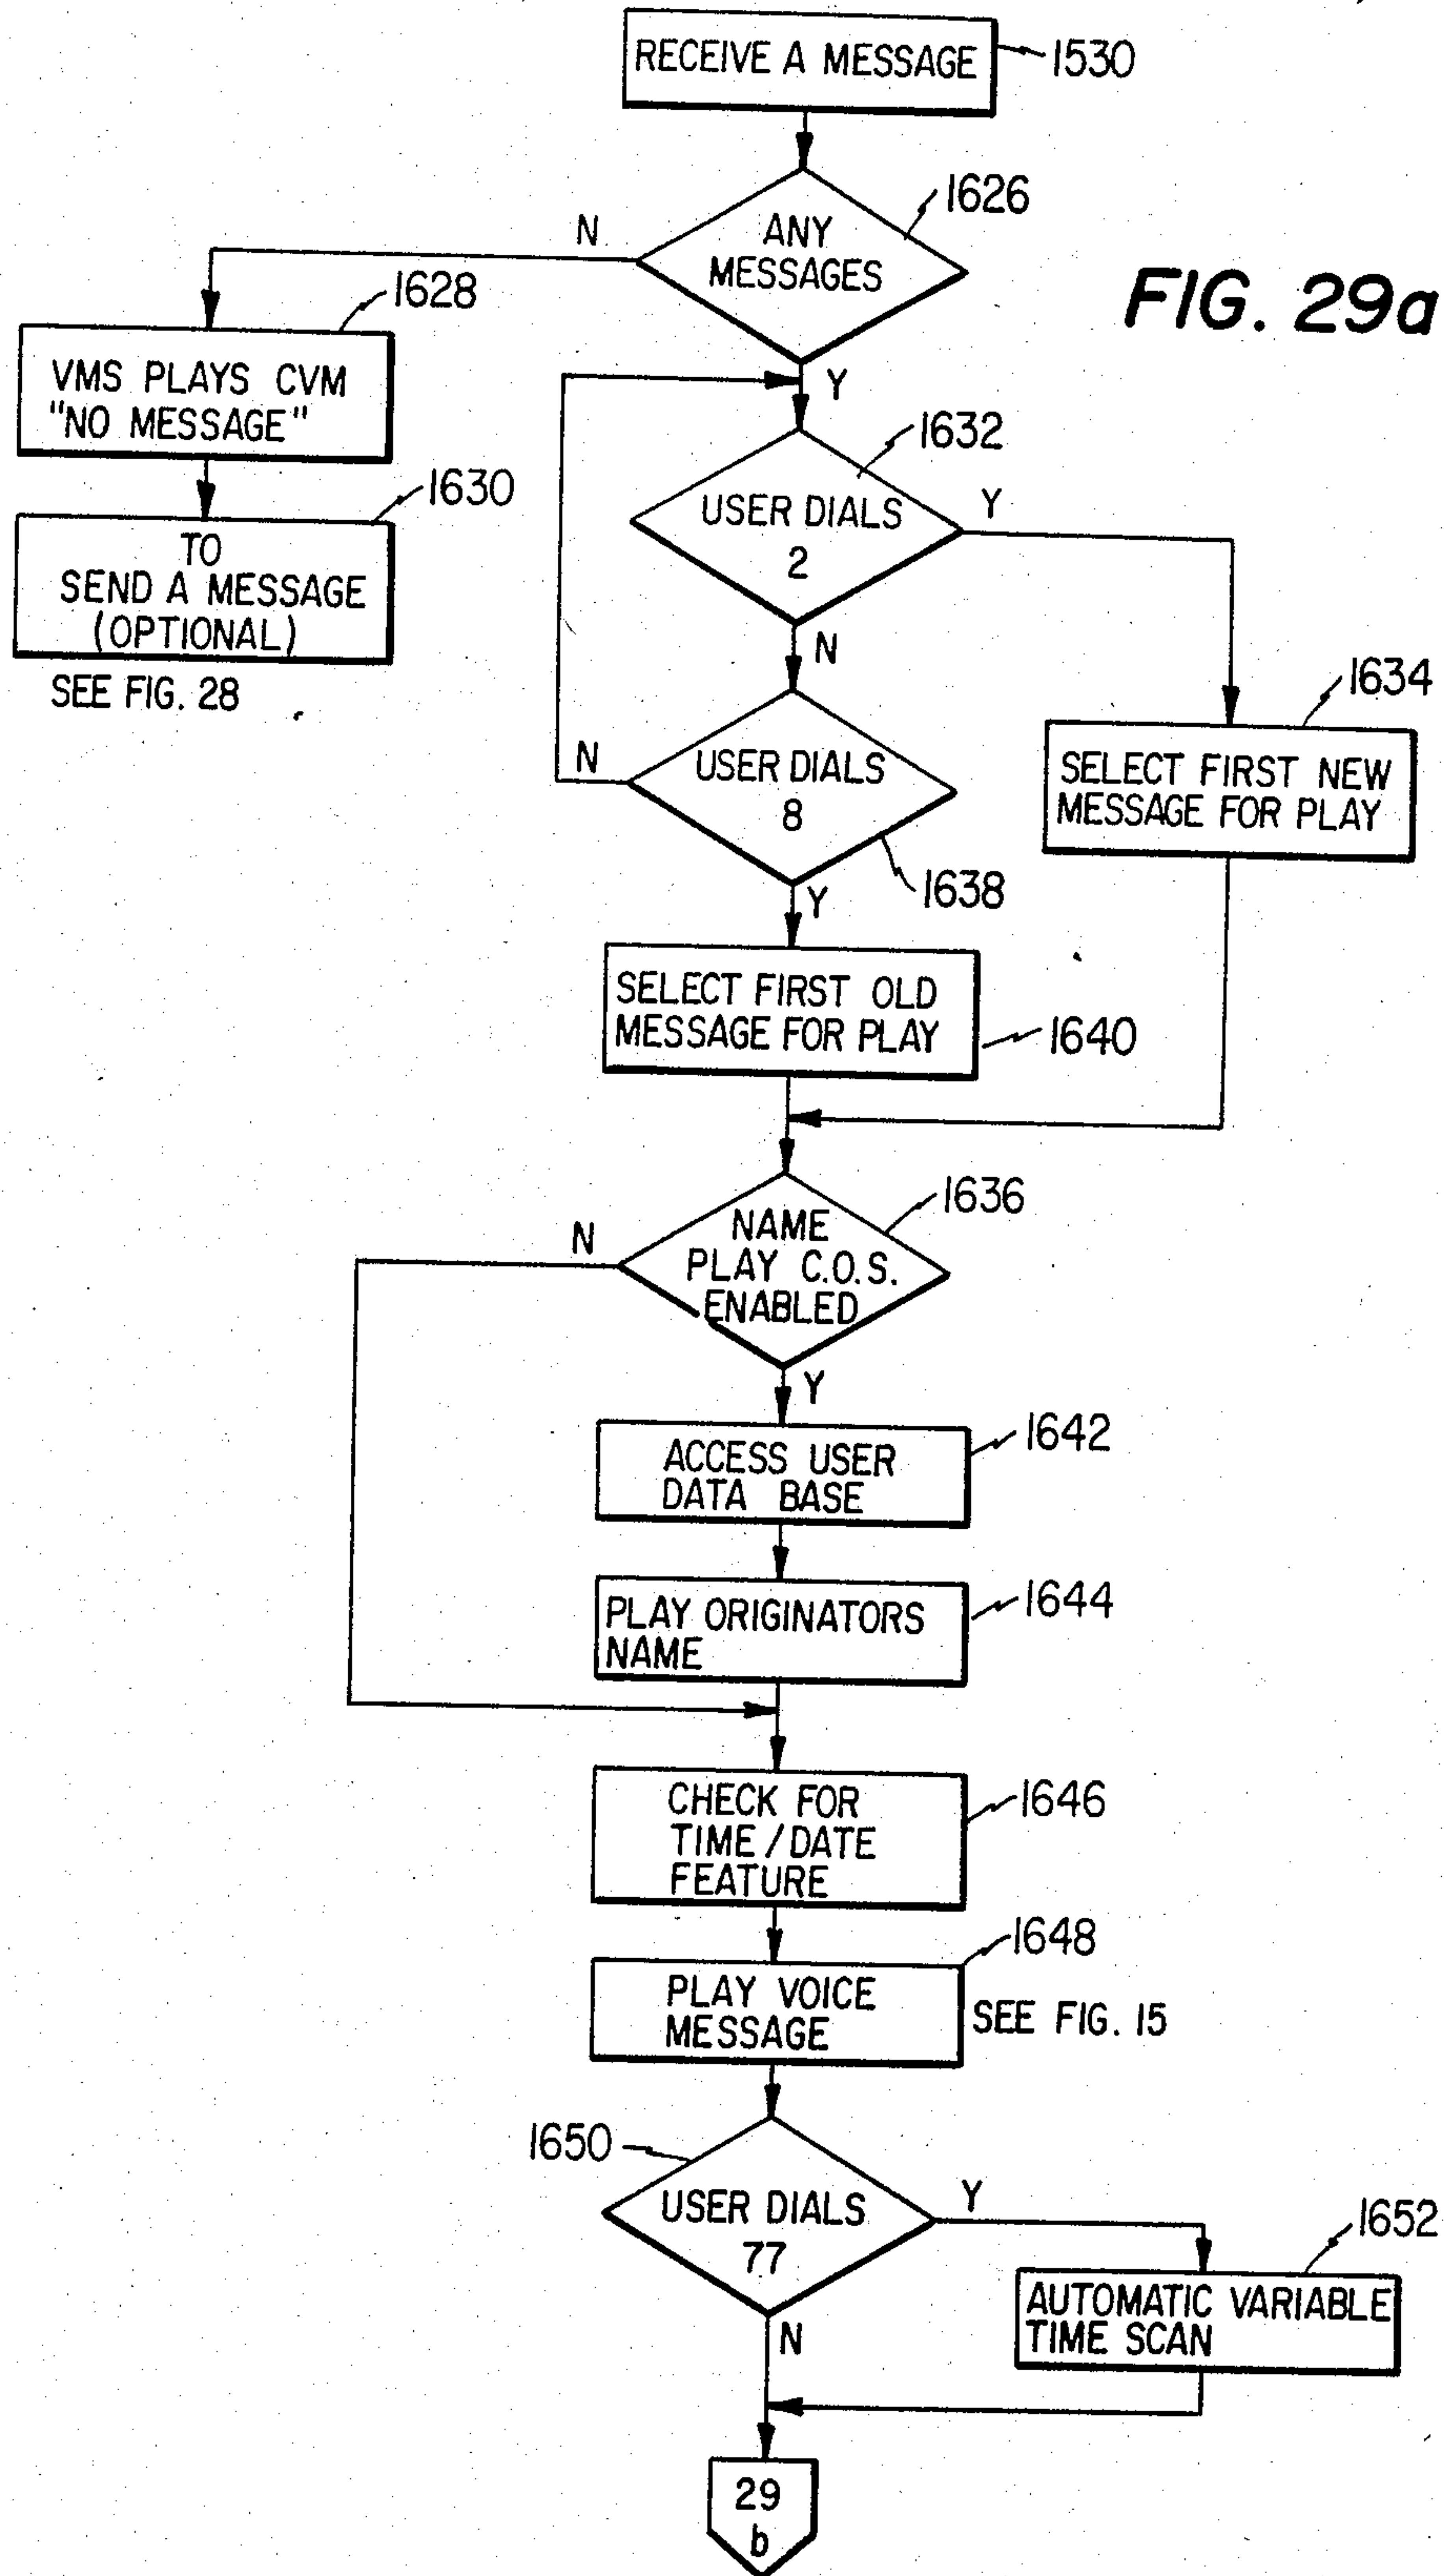 RECEIVE A MESSAGE
1530
ANY
MESSAGES
1626
N
FIG. 29a
1628
VMS PLAYS CVM
"NO MESSAGE"
Y
1630
TO
SEND A MESSAGE
(OPTIONAL)
SEE FIG. 28
1632
USER DIALS
2
Y
N
1634
SELECT FIRST NEW
MESSAGE FOR PLAY
N
USER DIALS
8
1638
Y
SELECT FIRST OLD
MESSAGE FOR PLAY
1640
1636
N
NAME
PLAY C.O.S.
ENABLED
Y
1642
ACCESS USER
DATA BASE
1644
PLAY ORIGINATORS
NAME
1646
CHECK FOR
TIME/DATE
FEATURE
1648
PLAY VOICE
MESSAGE
SEE FIG. 15
1650
USER DIALS
77
Y
1652
AUTOMATIC VARIABLE
TIME SCAN
N
29
b